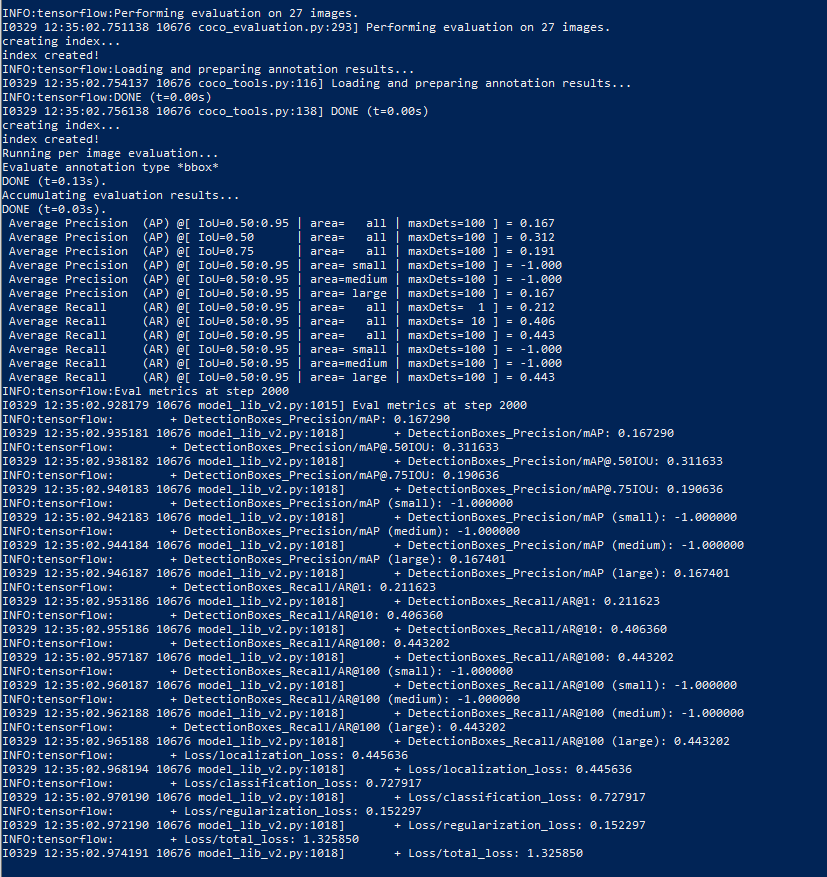 INFO:tensorflow:Performing evaluation on 27 images.
I0329 12:35:02.751138 10676 coco_evaluation.py:293] Performing evaluation on 27 images.
creating index...
index created!
INFO:tensorflow:Loading and preparing annotation results...
I0329 12:35:02.754137 10676 coco_tools.py:116] Loading and preparing annotation results...
INFO:tensorflow:DONE (t=0.00s)
I0329 12:35:02.756138 10676 coco_tools.py:138] DONE (t=0.00s)
creating index...
index created!
Running per image evaluation...
Evaluate annotation type *bbox*
DONE (t=0.13s).
Accumulating evaluation results...
DONE (t=0.03s).
 Average Precision  (AP) @[ IoU=0.50:0.95 | area=   all | maxDets=100 ] = 0.167
 Average Precision  (AP) @[ IoU=0.50      | area=   all | maxDets=100 ] = 0.312
 Average Precision  (AP) @[ IoU=0.75      | area=   all | maxDets=100 ] = 0.191
 Average Precision  (AP) @[ IoU=0.50:0.95 | area= small | maxDets=100 ] = -1.000
 Average Precision  (AP) @[ IoU=0.50:0.95 | area=medium | maxDets=100 ] = -1.000
 Average Precision  (AP) @[ IoU=0.50:0.95 | area= large | maxDets=100 ] = 0.167
 Average Recall     (AR) @[ IoU=0.50:0.95 | area=   all | maxDets=  1 ] = 0.212
 Average Recall     (AR) @[ IoU=0.50:0.95 | area=   all | maxDets= 10 ] = 0.406
 Average Recall     (AR) @[ IoU=0.50:0.95 | area=   all | maxDets=100 ] = 0.443
 Average Recall     (AR) @[ IoU=0.50:0.95 | area= small | maxDets=100 ] = -1.000
 Average Recall     (AR) @[ IoU=0.50:0.95 | area=medium | maxDets=100 ] = -1.000
 Average Recall     (AR) @[ IoU=0.50:0.95 | area= large | maxDets=100 ] = 0.443
INFO:tensorflow:Eval metrics at step 2000
I0329 12:35:02.928179 10676 model_lib_v2.py:1015] Eval metrics at step 2000
INFO:tensorflow:        + DetectionBoxes_Precision/mAP: 0.167290
I0329 12:35:02.935181 10676 model_lib_v2.py:1018]       + DetectionBoxes_Precision/mAP: 0.167290
INFO:tensorflow:        + DetectionBoxes_Precision/mAP@.50IOU: 0.311633
I0329 12:35:02.938182 10676 model_lib_v2.py:1018]       + DetectionBoxes_Precision/mAP@.50IOU: 0.311633
INFO:tensorflow:        + DetectionBoxes_Precision/mAP@.75IOU: 0.190636
I0329 12:35:02.940183 10676 model_lib_v2.py:1018]       + DetectionBoxes_Precision/mAP@.75IOU: 0.190636
INFO:tensorflow:        + DetectionBoxes_Precision/mAP (small): -1.000000
I0329 12:35:02.942183 10676 model_lib_v2.py:1018]       + DetectionBoxes_Precision/mAP (small): -1.000000
INFO:tensorflow:        + DetectionBoxes_Precision/mAP (medium): -1.000000
I0329 12:35:02.944184 10676 model_lib_v2.py:1018]       + DetectionBoxes_Precision/mAP (medium): -1.000000
INFO:tensorflow:        + DetectionBoxes_Precision/mAP (large): 0.167401
I0329 12:35:02.946187 10676 model_lib_v2.py:1018]       + DetectionBoxes_Precision/mAP (large): 0.167401
INFO:tensorflow:        + DetectionBoxes_Recall/AR@1: 0.211623
I0329 12:35:02.953186 10676 model_lib_v2.py:1018]       + DetectionBoxes_Recall/AR@1: 0.211623
INFO:tensorflow:        + DetectionBoxes_Recall/AR@10: 0.406360
I0329 12:35:02.955186 10676 model_lib_v2.py:1018]       + DetectionBoxes_Recall/AR@10: 0.406360
INFO:tensorflow:        + DetectionBoxes_Recall/AR@100: 0.443202
I0329 12:35:02.957187 10676 model_lib_v2.py:1018]       + DetectionBoxes_Recall/AR@100: 0.443202
INFO:tensorflow:        + DetectionBoxes_Recall/AR@100 (small): -1.000000
I0329 12:35:02.960187 10676 model_lib_v2.py:1018]       + DetectionBoxes_Recall/AR@100 (small): -1.000000
INFO:tensorflow:        + DetectionBoxes_Recall/AR@100 (medium): -1.000000
I0329 12:35:02.962188 10676 model_lib_v2.py:1018]       + DetectionBoxes_Recall/AR@100 (medium): -1.000000
INFO:tensorflow:        + DetectionBoxes_Recall/AR@100 (large): 0.443202
I0329 12:35:02.965188 10676 model_lib_v2.py:1018]       + DetectionBoxes_Recall/AR@100 (large): 0.443202
INFO:tensorflow:        + Loss/localization_loss: 0.445636
I0329 12:35:02.968194 10676 model_lib_v2.py:1018]       + Loss/localization_loss: 0.445636
INFO:tensorflow:        + Loss/classification_loss: 0.727917
I0329 12:35:02.970190 10676 model_lib_v2.py:1018]       + Loss/classification_loss: 0.727917
INFO:tensorflow:        + Loss/regularization_loss: 0.152297
I0329 12:35:02.972190 10676 model_lib_v2.py:1018]       + Loss/regularization_loss: 0.152297
INFO:tensorflow:        + Loss/total_loss: 1.325850
I0329 12:35:02.974191 10676 model_lib_v2.py:1018]       + Loss/total_loss: 1.325850